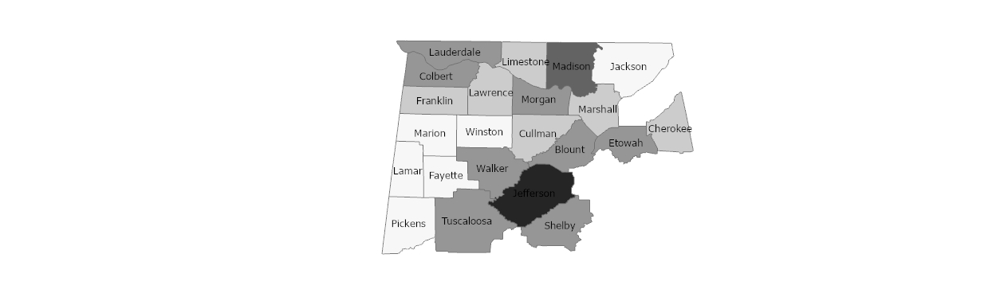 Lauderdale
Limestone
Madison
Jackson
Colbert
Lawrence
Franklin
Morgan
Marshall
Marion
Winston
Cullman
Cherokee
Etowah
Blount
Lamar
Fayette
Walker
Jefferson
Pickens
Tuscaloosa
Shelby